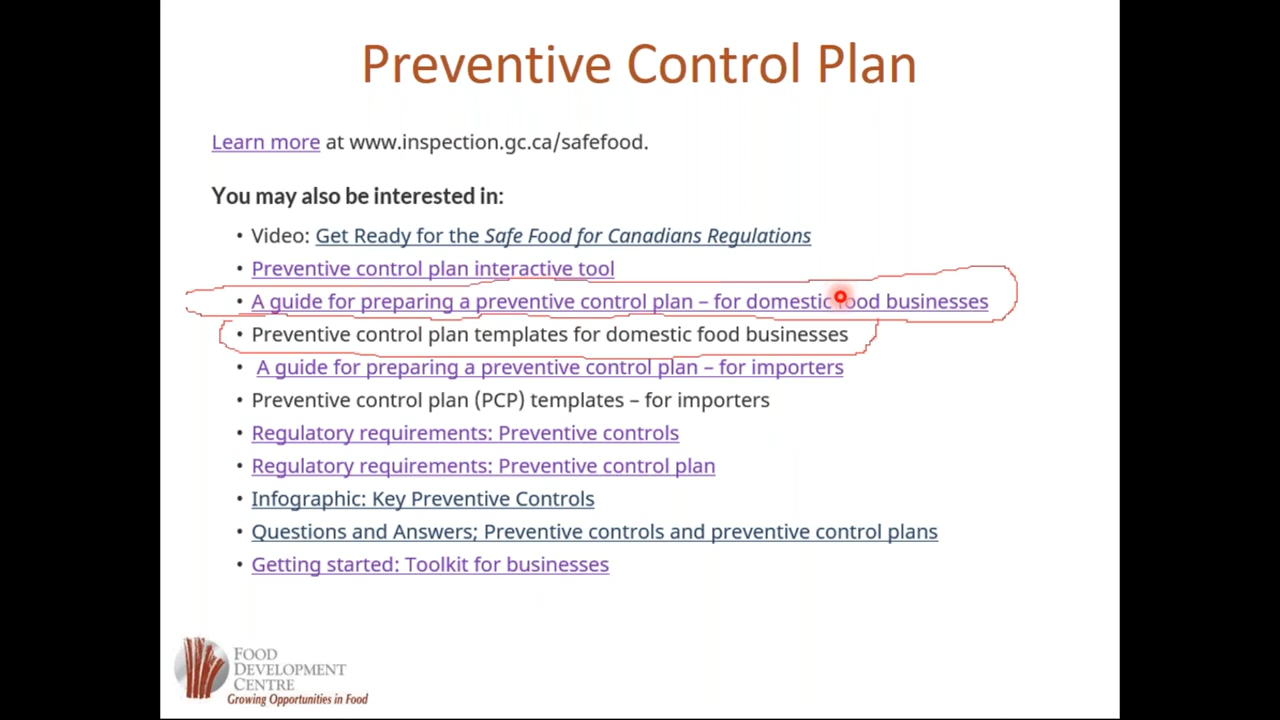 Preventive Control Plan
Learn more at www.inspection.gc.ca/safefood.
You may also be interested in:
• Video: Get Ready for the Safe Food for Canadians Regulations
• Preventive control plan interactive tool
• A guide for preparing a preventive control plan – for domestic food businesses
• Preventive control plan templates for domestic food businesses
• A guide for preparing a preventive control plan – for importers
• Preventive control plan (PCP) templates – for importers
• Regulatory requirements: Preventive controls
• Regulatory requirements: Preventive control plan
• Infographic: Key Preventive Controls
• Questions and Answers; Preventive controls and preventive control plans
• Getting started: Toolkit for businesses
FOOD
DEVELOPMENT
CENTRE
Growing Opportunities in Food